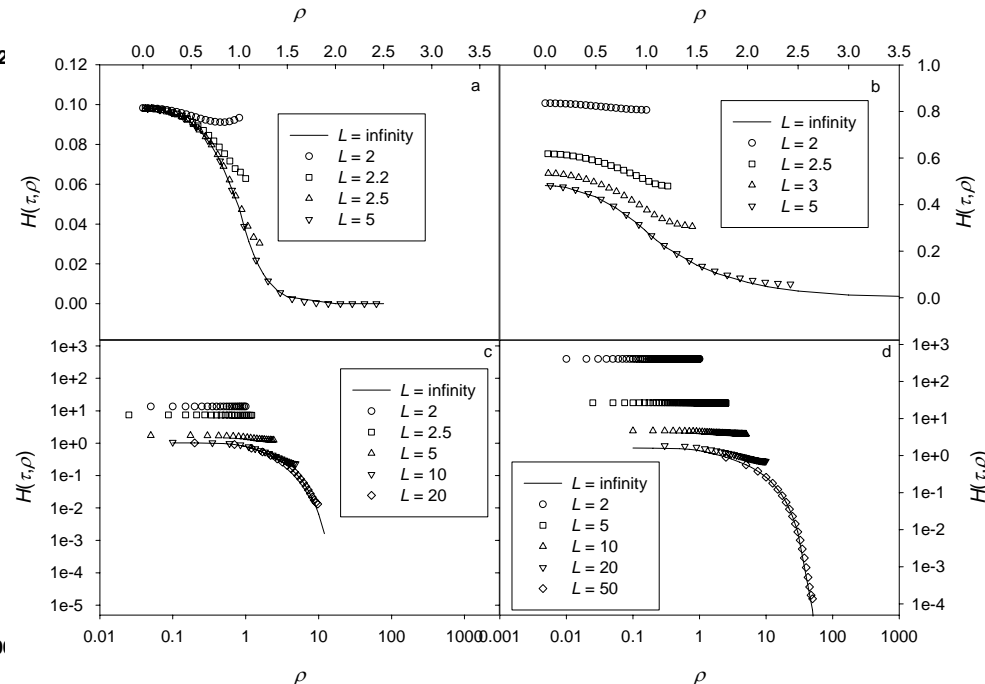 ρ
ρ
0.0 0.5 1.0 1.5 2.0 2.5 3.0 3.5
0.0 0.5 1.0 1.5 2.0 2.5 3.0 3.5
0.12
0.10
0.08
0.06
0.04
0.02
0.00
H(τ,ρ)
a
L = infinity
L = 2
L = 2.2
L = 2.5
L = 5
b
L = infinity
L = 2
L = 2.5
L = 3
L = 5
1.0
0.8
0.6
0.4
0.2
0.0
H(τ,ρ)
1e+3
1e+2
1e+1
1e+0
1e-1
1e-2
1e-3
1e-4
1e-5
H(τ,ρ)
c
L = infinity
L = 2
L = 2.5
L = 5
L = 10
L = 20
d
L = infinity
L = 2
L = 5
L = 10
L = 20
L = 50
1e+3
1e+2
1e+1
1e+0
1e-1
1e-2
1e-3
1e-4
H(τ,ρ)
0.01 0.1 1 10 100 1000
0.001 0.01 0.1 1 10 100 1000
ρ
ρ